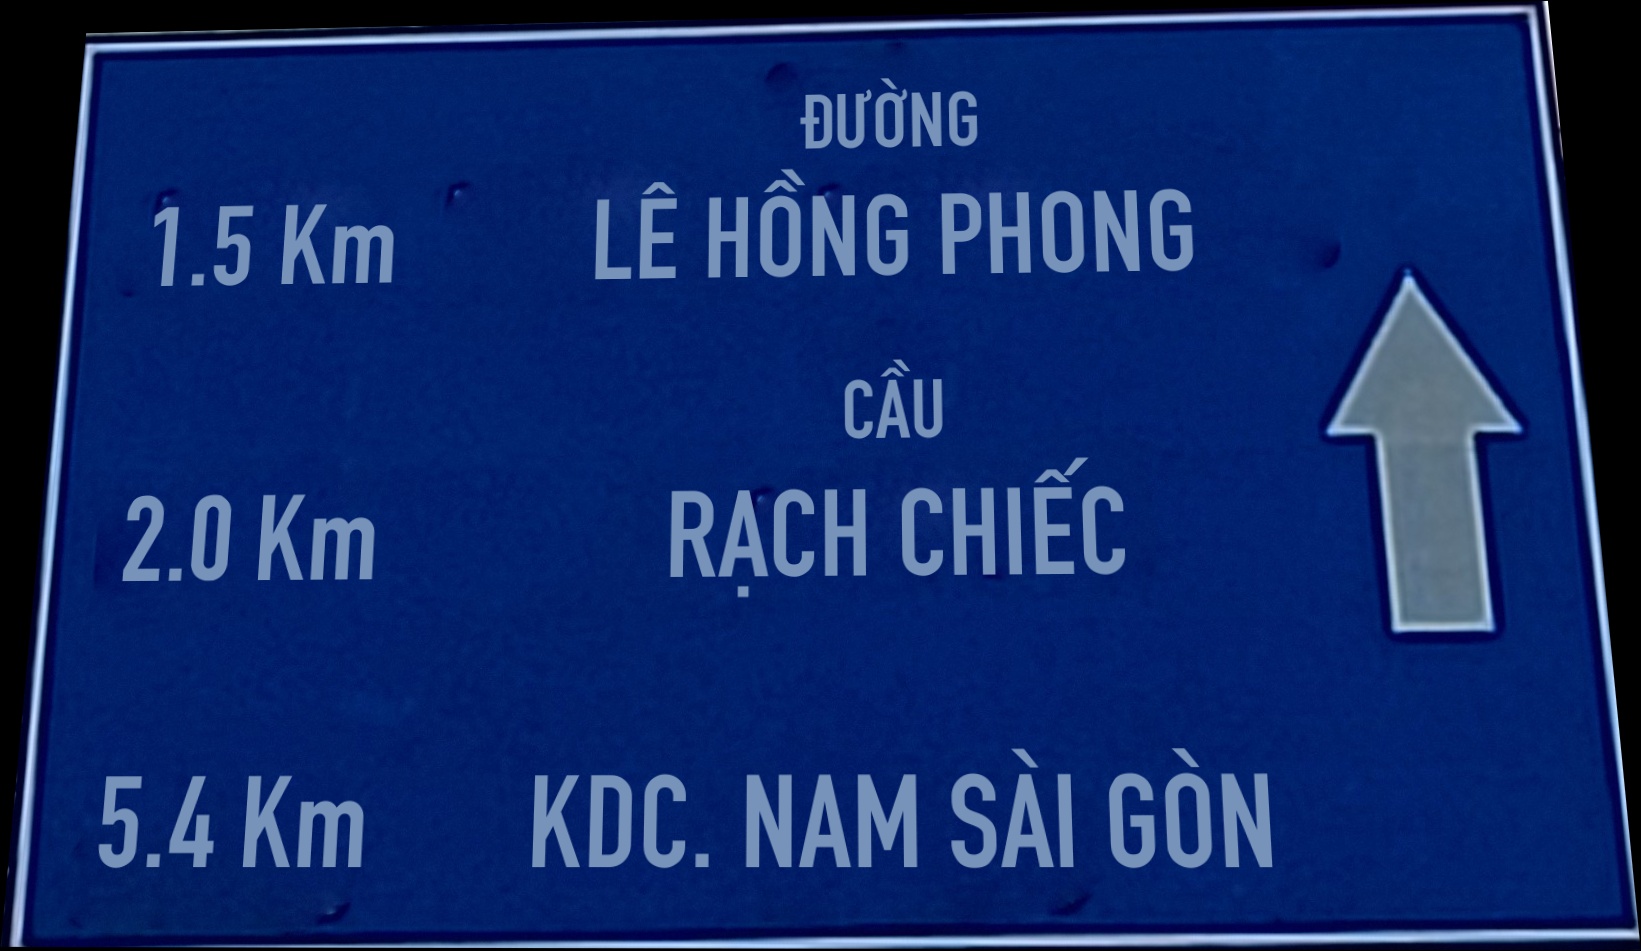 ĐƯỜNG
1.5 Km LÊ HỒNG PHONG
CẦU
2.0 Km RẠCH CHIẾC
5.4 Km KDC. NAM SÀI GÒN